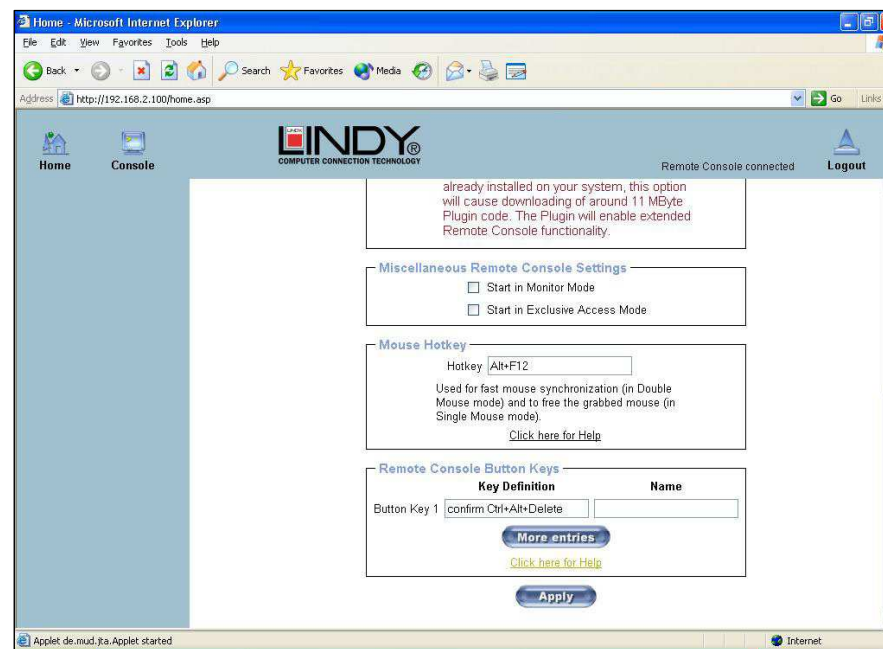 Home - Microsoft Internet Explorer
File Edit View Favorites Tools Help
Back Search Favorites Media
Address http://192.168.2.100/home.asp Go Links
LINDY®
COMPUTER CONNECTION TECHNOLOGY
Home Console Remote Console connected Logout
already installed on your system, this option
will cause downloading of around 11 MByte
Plugin code. The Plugin will enable extended
Remote Console functionality.
Miscellaneous Remote Console Settings
Start in Monitor Mode
Start in Exclusive Access Mode
Mouse Hotkey
Hotkey Alt+F12
Used for fast mouse synchronization (in Double
Mouse mode) and to free the grabbed mouse (in
Single Mouse mode).
Click here for Help
Remote Console Button Keys
Key Definition Name
Button Key 1 confirm Ctrl+Alt+Delete
More entries
Click here for Help
Apply
Applet de.mud.jta.Applet started Internet